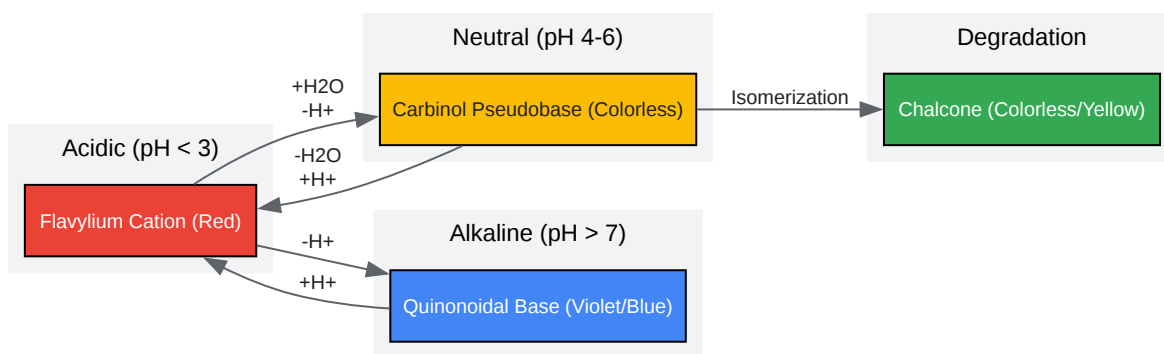 Neutral (pH 4-6)
Degradation
+H2O
-H+
Carbinol Pseudobase (Colorless)
Isomerization
Chalcone (Colorless/Yellow)
Acidic (pH < 3)
-H2O
+H+
Flavylium Cation (Red)
Alkaline (pH > 7)
-H+
+H+
Quinonoidal Base (Violet/Blue)